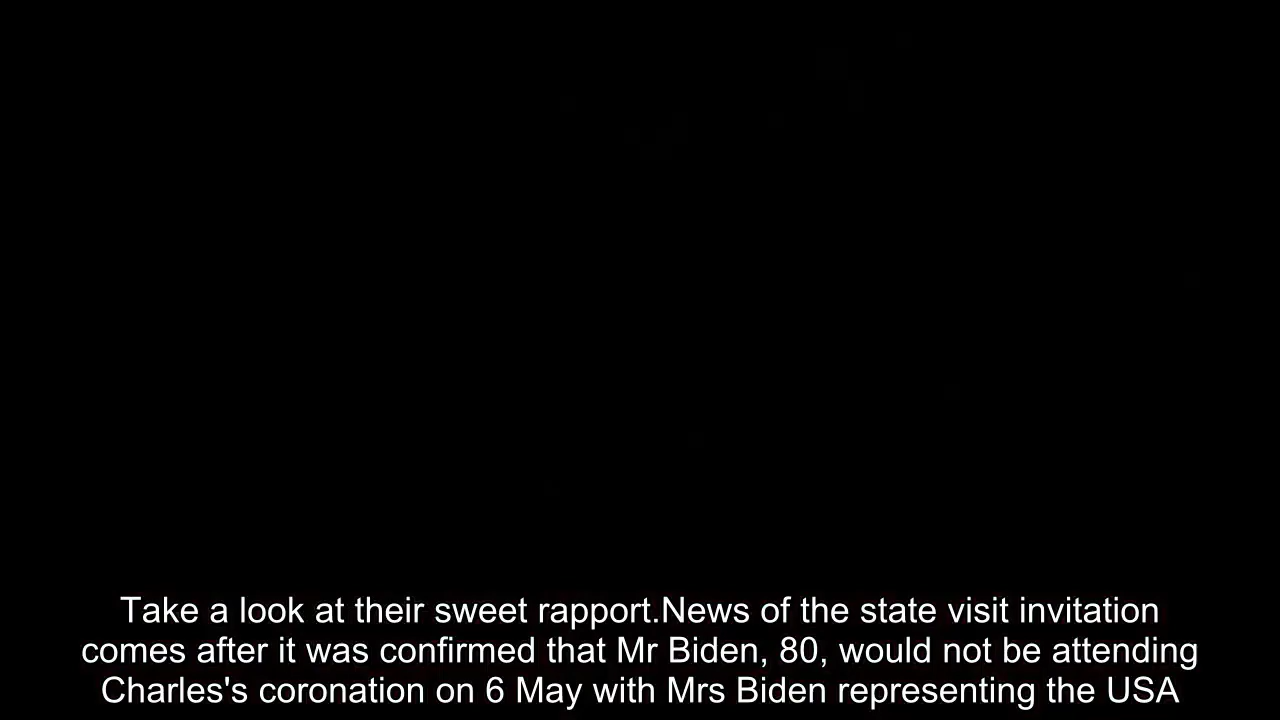 Take a look at their sweet rapport.News of the state visit invitation
comes after it was confirmed that Mr Biden, 80, would not be attending
Charles's coronation on 6 May with Mrs Biden representing the USA